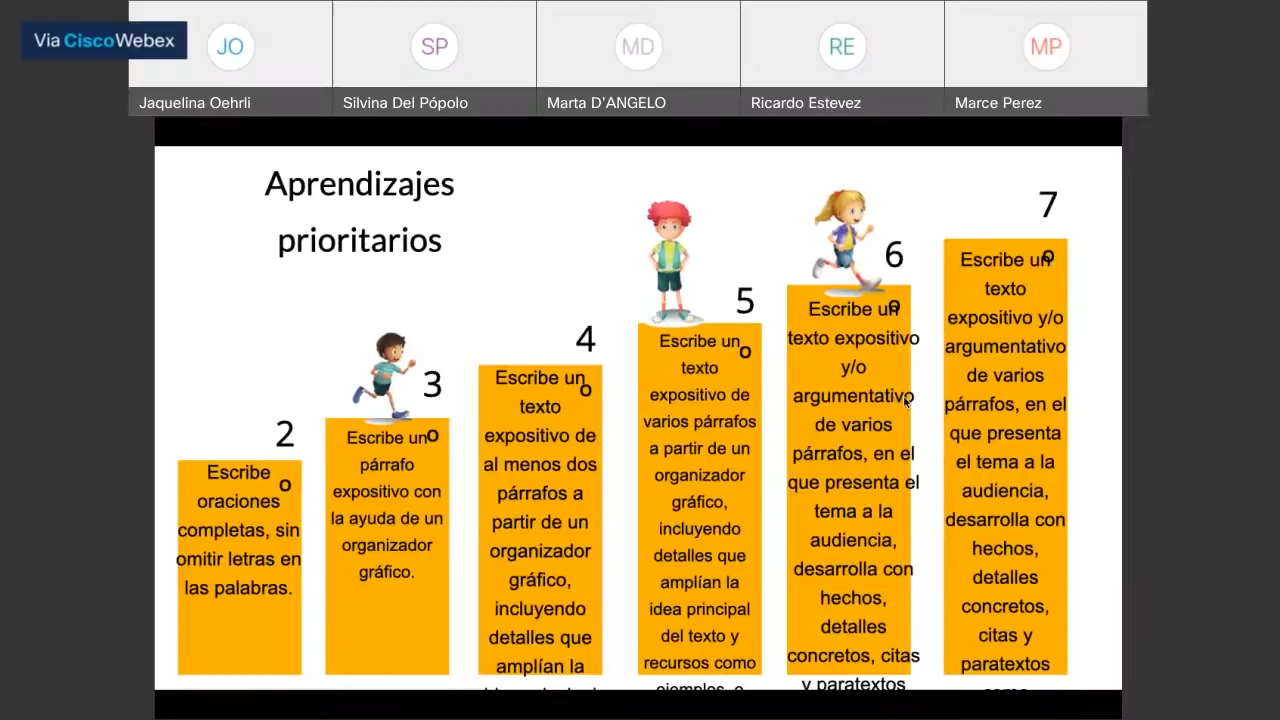 Via CiscoWebex
JO
SP
MD
RE
MP
Jaquelina Oehrli
Silvina Del Pópolo
Marta D'ANGELO
Ricardo Estevez
Marce Perez
Aprendizajes
prioritarios
2
o
Escribe
oraciones
completas, sin
omitir letras en
las palabras.
3
o
Escribe un
párrafo
expositivo con
la ayuda de un
organizador
gráfico.
4
o
Escribe un
texto
expositivo de
al menos dos
párrafos a
partir de un
organizador
gráfico,
incluyendo
detalles que
amplían la
5
o
Escribe un
texto
expositivo de
varios párrafos
a partir de un
organizador
gráfico,
incluyendo
detalles que
amplían la
idea principal
del texto y
recursos como
ejemplos, o
6
o
Escribe un
texto expositivo
y/o
argumentativo
de varios
párrafos, en el
que presenta el
tema a la
audiencia,
desarrolla con
hechos,
detalles
concretos, citas
y paratextos
7
o
Escribe un
texto
expositivo y/o
argumentativo
de varios
párrafos, en el
que presenta
el tema a la
audiencia,
desarrolla con
hechos,
detalles
concretos,
citas y
paratextos
como